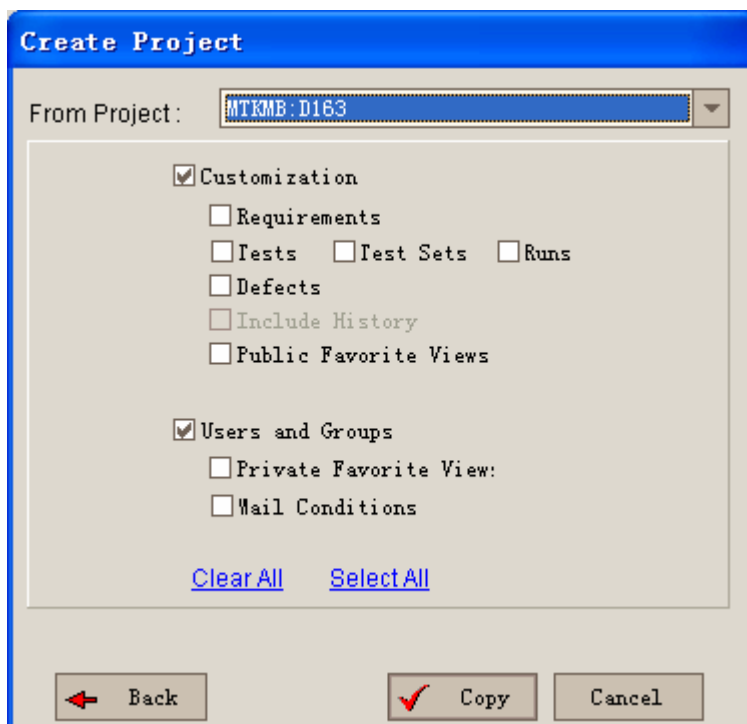 Create Project
From Project :
MTKMB:D163
Customization
Requirements
Tests Test Sets Runs
Defects
Include History
Public Favorite Views
Users and Groups
Private Favorite View:
Mail Conditions
Clear All Select All
Back Copy Cancel